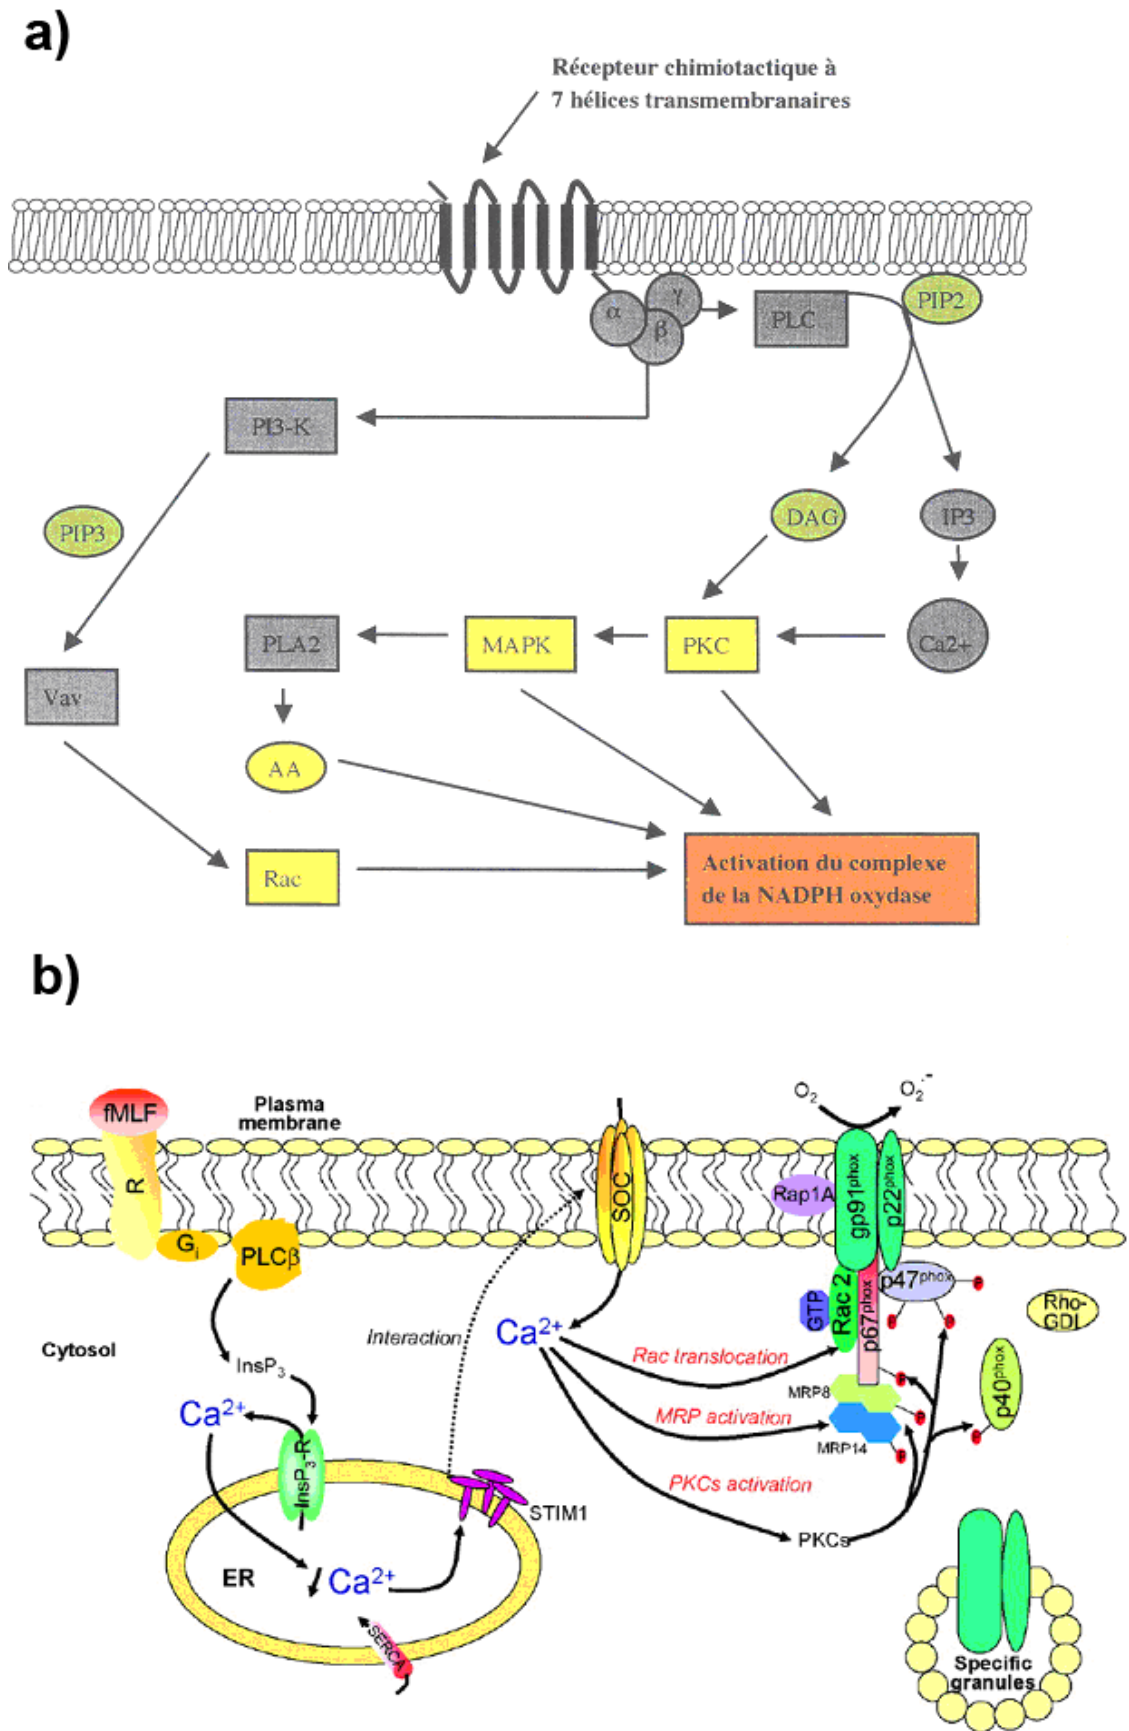 a)
Récepteur chimiotactique à
7 hélices transmembranaires
α
γ
β
PLC
PIP2
PI3-K
PIP3
DAG
IP3
PLA2
MAPK
PKC
Ca2+
Vav
AA
Rac
Activation du complexe
de la NADPH oxydase
b)
fMLF
Plasma
membrane
R
Gi
PLCβ
SOC
O2
O2·-
Rap1A
gp91phox
p22phox
p47phox
P
P
P
GTP
Rac 2
p67phox
Rho-
GDI
Cytosol
Interaction
InsP3
Ca2+
Ca2+
Rac translocation
MRP8
P
P
p40phox
P
MRP activation
MRP14
P
InsP3-R
PKCs activation
STIM1
PKCs
ER
Ca2+
SERCA
Specific
granules